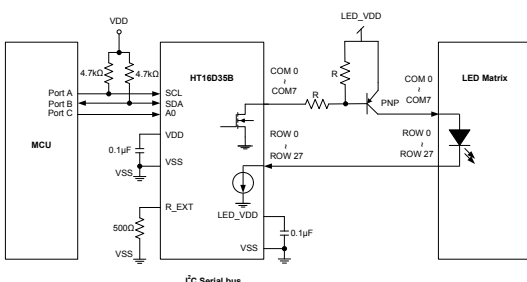 VDD
LED_VDD
4.7kΩ
4.7kΩ
HT16D35B
COM 0
~
COM7
R
R
PNP
COM 0
~
COM7
LED Matrix
Port A
SCL
Port B
SDA
Port C
A0
MCU
VDD
0.1μF
VSS
VSS
ROW 0
~
ROW 27
ROW 0
~
ROW 27
R_EXT
500Ω
VSS
LED_VDD
0.1μF
VSS
I²C Serial bus